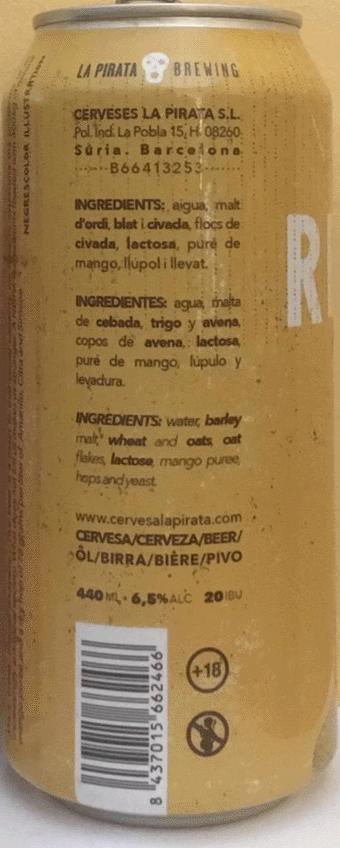 LA PIRATA BREWING
CERVESES LA PIRATA S.L.
Pol. Ind. La Pobla 15, H 08260
Súria. Barcelona
B66413253
INGREDIENTS: aigua, malt
d'ordi, blat i civada, flocs de
civada, lactosa, puré de
mango, llúpol i llevat.
INGREDIENTES: agua, malta
de cebada, trigo y avena,
copos de avena, lactosa,
puré de mango, lúpulo y
levadura.
INGREDIENTS: water, barley
malt, wheat and oats, oat
flakes, lactose, mango puree,
hops and yeast.
www.cervesalapirata.com
CERVESA/CERVEZA/BEER/
ÖL/BIRRA/BIÈRE/PIVO
440 ML · 6,5% ALC 20 IBU
+18
8 437015 662466
NEGRESCOLOR ILLUSTRATION
R